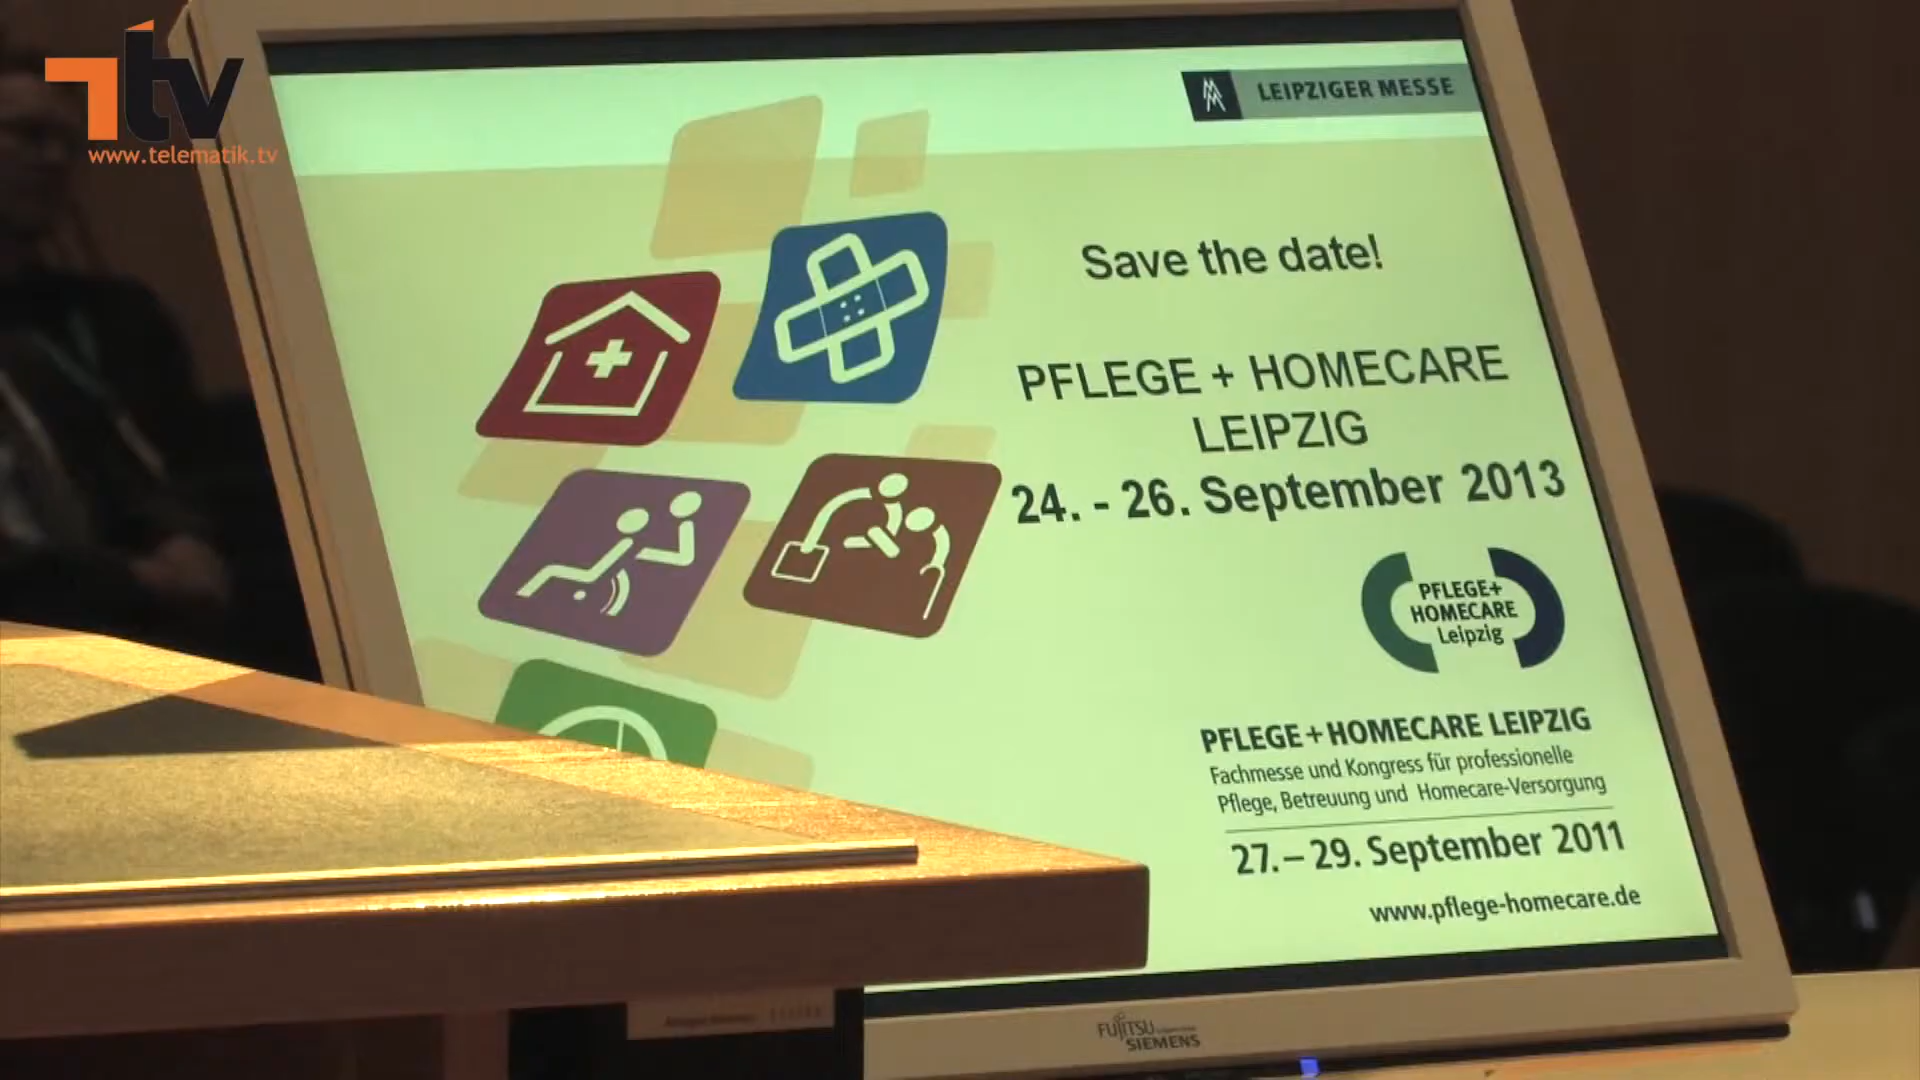 tv
www.telematik.tv
LEIPZIGER MESSE
Save the date!
PFLEGE + HOMECARE
LEIPZIG
24. - 26. September 2013
PFLEGE+
HOMECARE
Leipzig
PFLEGE+HOMECARE LEIPZIG
Fachmesse und Kongress für professionelle
Pflege, Betreuung und Homecare-Versorgung
27.– 29. September 2011
www.pflege-homecare.de
FUJITSU
SIEMENS